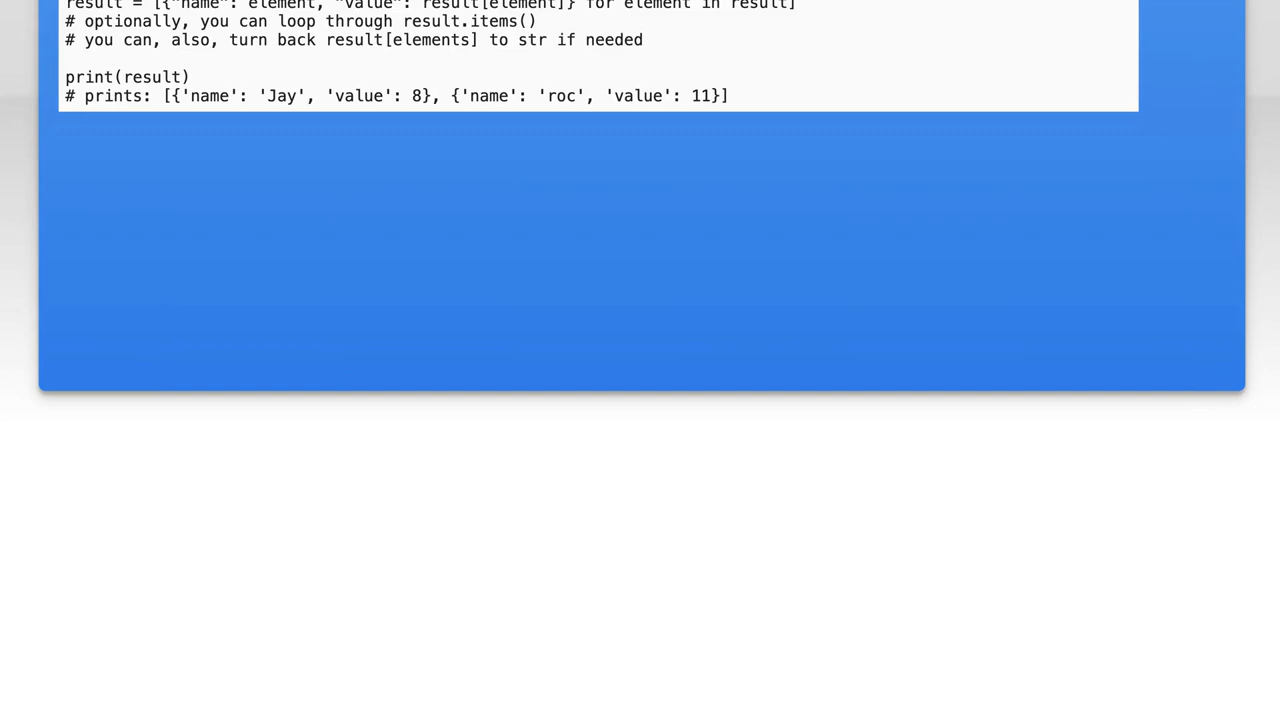 result = [{"name": element, "value": result[element]} for element in result]
# optionally, you can loop through result.items()
# you can, also, turn back result[elements] to str if needed
print(result)
# prints: [{'name': 'Jay', 'value': 8}, {'name': 'roc', 'value': 11}]